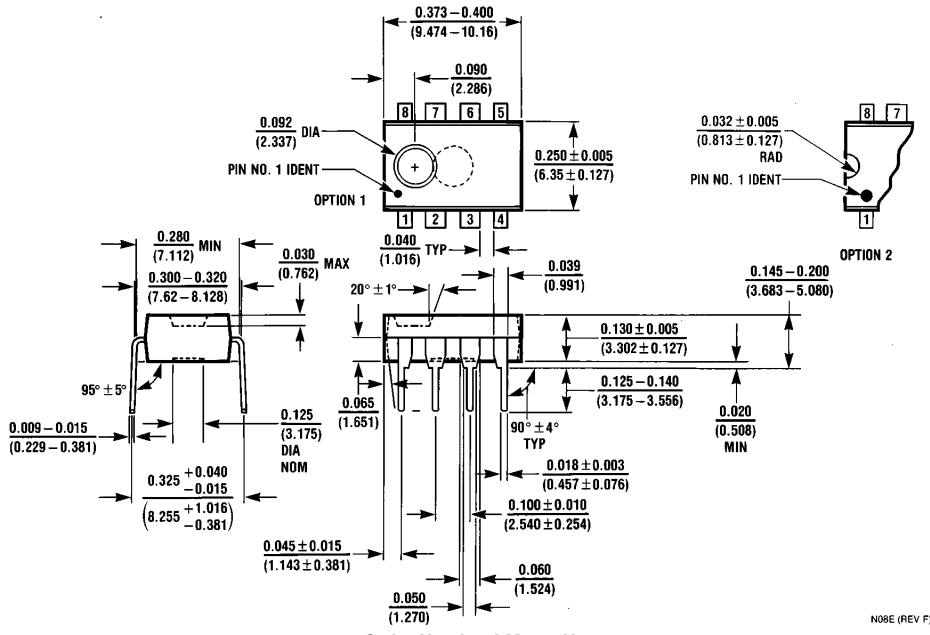 0.373–0.400
(9.474–10.16)
0.090
(2.286)
8 7 6 5
0.092 DIA
(2.337)
PIN NO. 1 IDENT
OPTION 1
+
0.250 ± 0.005
(6.35 ± 0.127)
1 2 3 4
8 7
0.032 ± 0.005
(0.813 ± 0.127)
RAD
PIN NO. 1 IDENT
1
OPTION 2
0.280 MIN
(7.112)
0.030 MAX
(0.762)
0.300–0.320
(7.62–8.128)
0.040 TYP
(1.016)
0.039
(0.991)
0.145–0.200
(3.683–5.080)
20° ±1°
0.130 ± 0.005
(3.302 ± 0.127)
95° ±5°
0.065
(1.651)
0.125–0.140
(3.175–3.556)
0.009–0.015
(0.229–0.381)
0.125
(3.175)
DIA
NOM
90° ±4°
TYP
0.020
(0.508)
MIN
0.018 ± 0.003
(0.457 ± 0.076)
0.325 +0.040 −0.015
(8.255 +1.016 −0.381)
0.100 ± 0.010
(2.540 ± 0.254)
0.045 ± 0.015
(1.143 ± 0.381)
0.060
(1.524)
0.050
(1.270)
N08E (REV F)